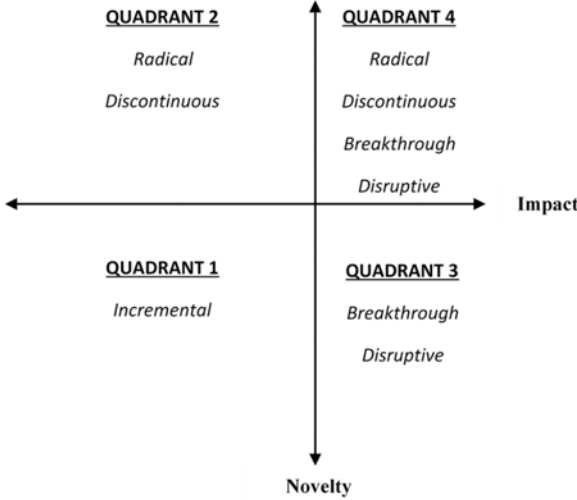 QUADRANT 2
Radical
Discontinuous
QUADRANT 4
Radical
Discontinuous
Breakthrough
Disruptive
Impact
QUADRANT 1
Incremental
QUADRANT 3
Breakthrough
Disruptive
Novelty